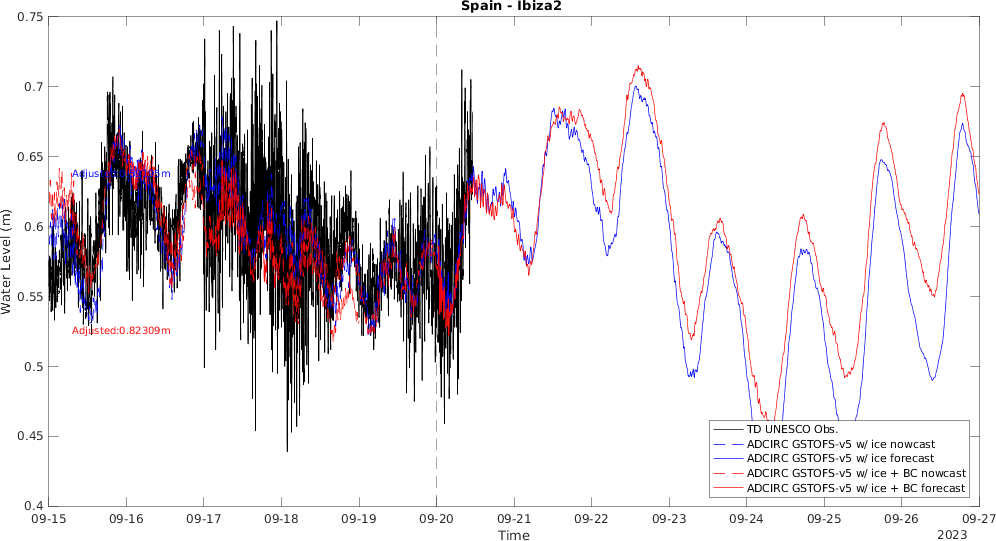 Spain - Ibiza2
0.75
0.7
0.65
0.6
0.55
0.5
0.45
0.4
Water Level (m)
Adjusted:0.82309m
TD UNESCO Obs.
ADCIRC GSTOFS-v5 w/ ice nowcast
ADCIRC GSTOFS-v5 w/ ice forecast
ADCIRC GSTOFS-v5 w/ ice + BC nowcast
ADCIRC GSTOFS-v5 w/ ice + BC forecast
09-15 09-16 09-17 09-18 09-19 09-20 09-21 09-22 09-23 09-24 09-25 09-26 09-27
Time
2023